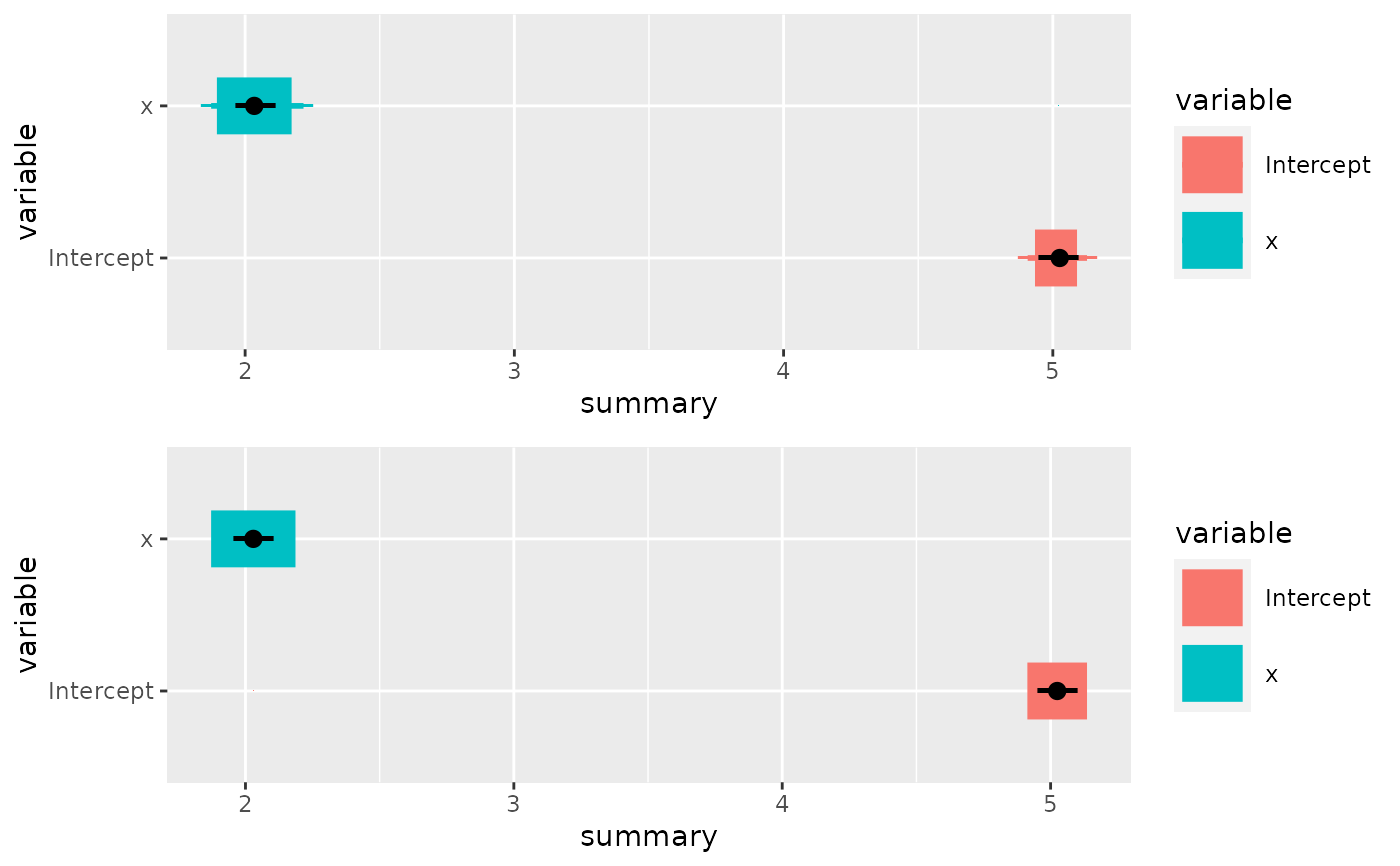 variable
x
Intercept
2 3 4 5
summary
variable
Intercept
x
variable
x
Intercept
2 3 4 5
summary
variable
Intercept
x